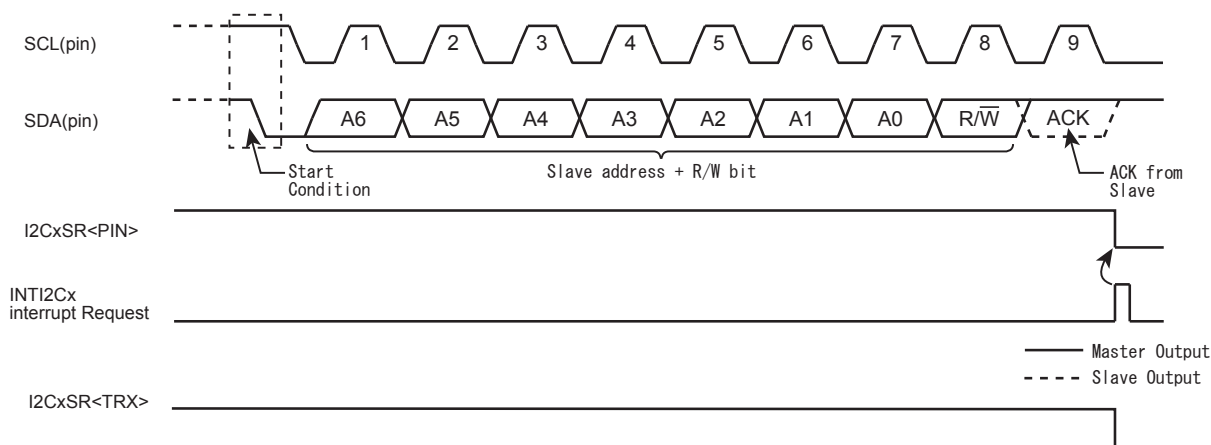 SCL(pin) 1 2 3 4 5 6 7 8 9
SDA(pin) A6 A5 A4 A3 A2 A1 A0 R/W̅ ACK
Start
Condition
Slave address + R/W bit
ACK from
Slave
I2CxSR<PIN>
INTI2Cx
interrupt Request
Master Output
Slave Output
I2CxSR<TRX>